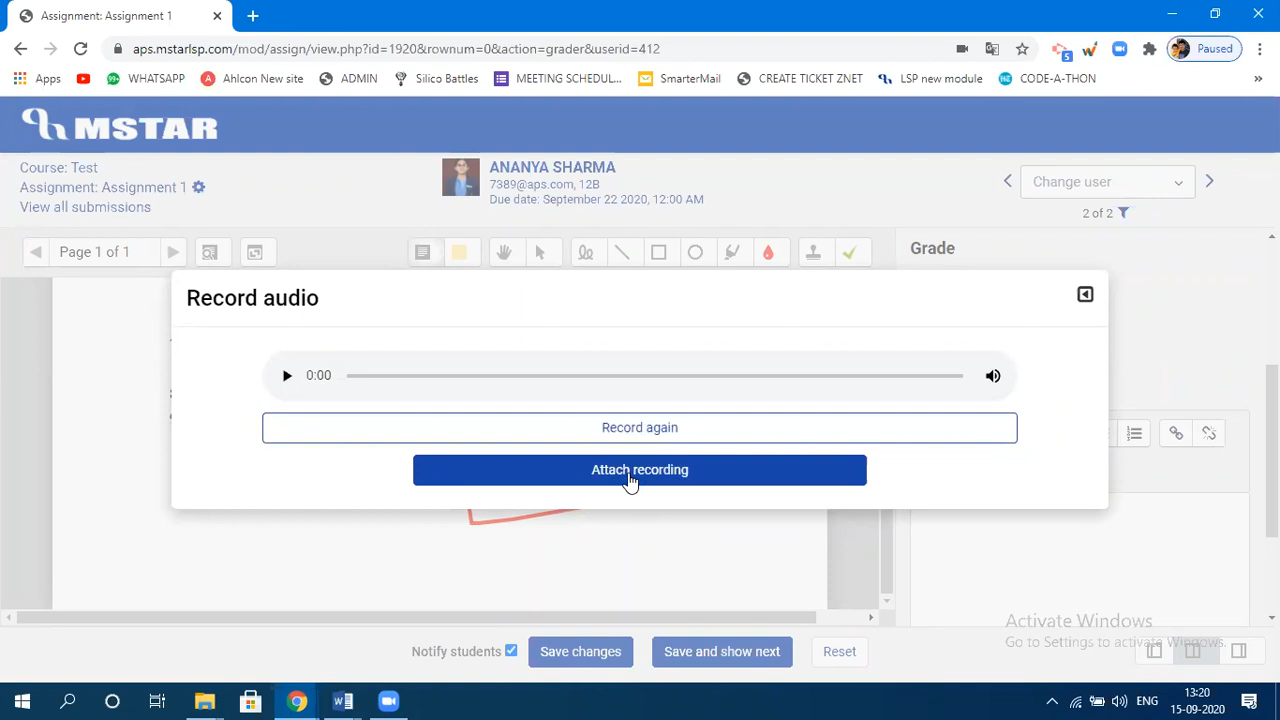 Assignment: Assignment 1
aps.mstarlsp.com/mod/assign/view.php?id=1920&rownum=0&action=grader&userid=412
5
Paused
Apps
99+ WHATSAPP
Ahlcon New site
ADMIN
Silico Battles
MEETING SCHEDUL...
SmarterMail
CREATE TICKET ZNET
LSP new module
CODE-A-THON
»
MSTAR
Course: Test
Assignment: Assignment 1
View all submissions
ANANYA SHARMA
7389@aps.com, 12B
Due date: September 22 2020, 12:00 AM
Change user
2 of 2
Page 1 of 1
Grade
Record audio
0:00
Record again
Attach recording
Activate Windows
Go to Settings to activate Windows.
Notify students
Save changes
Save and show next
Reset
ENG
13:20
15-09-2020